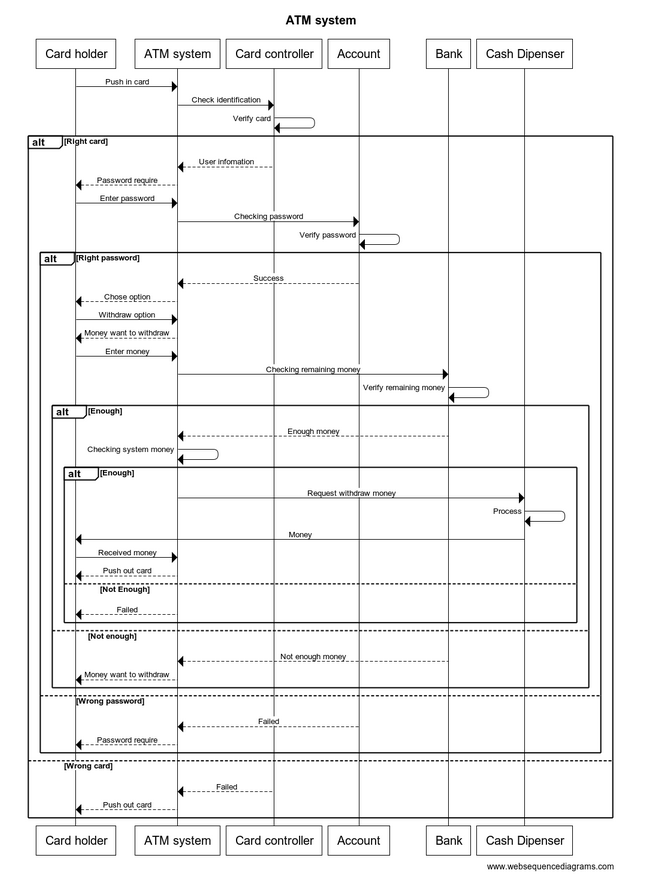 ATM system
Card holder
ATM system
Card controller
Account
Bank
Cash Dipenser
Push in card
Check identification
Verify card
alt
[Right card]
User infomation
Password require
Enter password
Checking password
Verify password
alt
[Right password]
Success
Chose option
Withdraw option
Money want to withdraw
Enter money
Checking remaining money
Verify remaining money
alt
[Enough]
Enough money
Checking system money
alt
[Enough]
Request withdraw money
Process
Money
Received money
Push out card
[Not Enough]
Failed
[Not enough]
Not enough money
Money want to withdraw
[Wrong password]
Failed
Password require
[Wrong card]
Failed
Push out card
Card holder
ATM system
Card controller
Account
Bank
Cash Dipenser
www.websequencediagrams.com